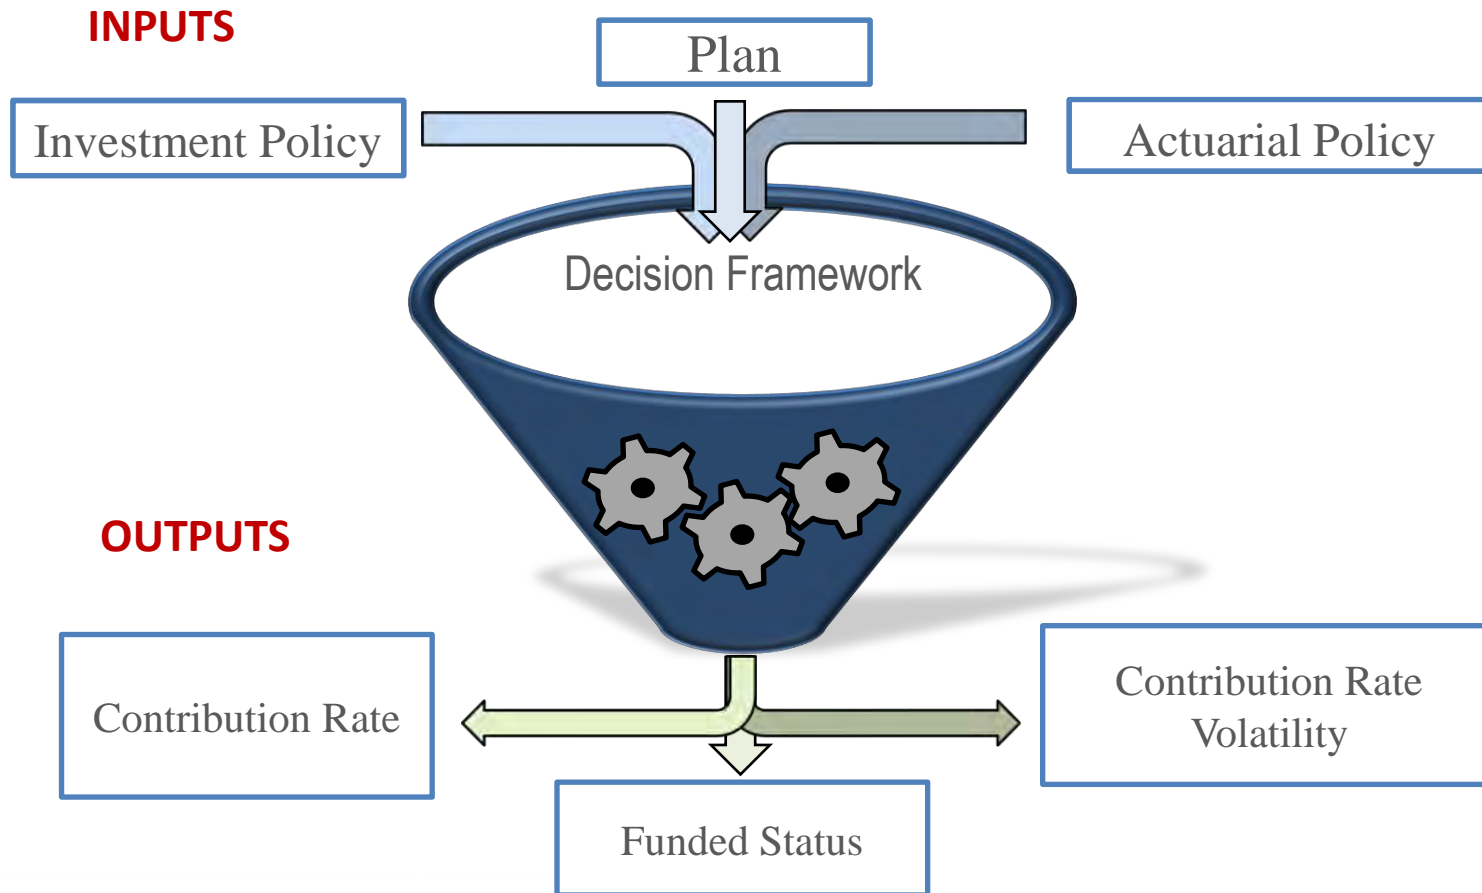 INPUTS
Plan
Investment Policy
Actuarial Policy
Decision Framework
OUTPUTS
Contribution Rate
Contribution Rate
Volatility
Funded Status